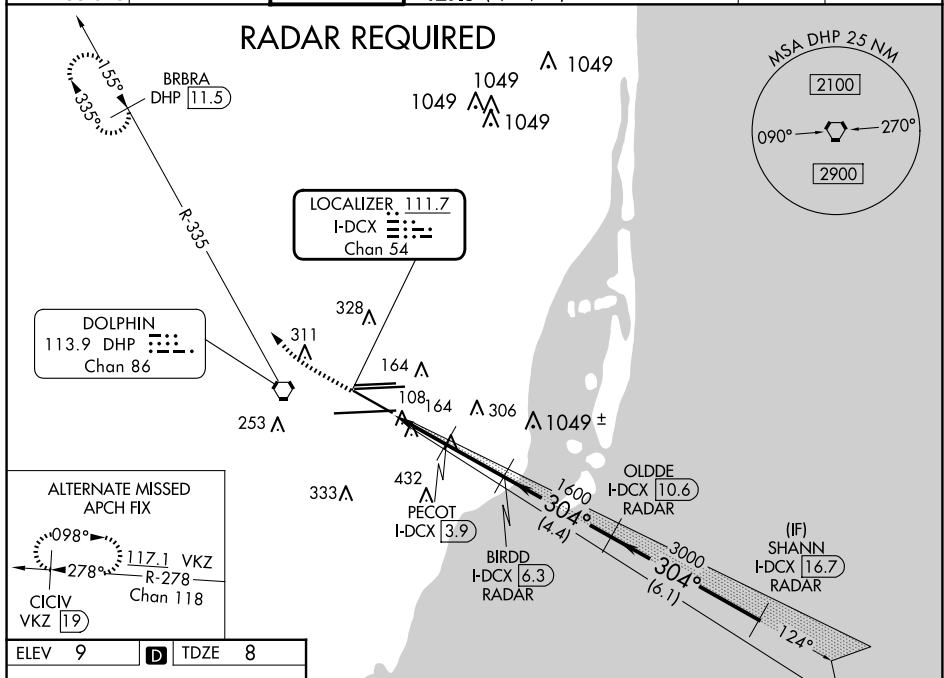 RADAR REQUIRED
MSA DHP 25 NM
2100
090°
270°
2900
155°
335°
BRBRA
DHP 11.5
R-335
1049
1049
1049
1049
LOCALIZER 111.7
I-DCX
Chan 54
DOLPHIN
113.9 DHP
Chan 86
328
311
164
108
164
306
1049 ±
253
333
432
PECOT
I-DCX 3.9
BIRDD
I-DCX 6.3
RADAR
1600
304°
(4.4)
OLDDE
I-DCX 10.6
RADAR
3000
304°
(6.1)
(IF)
SHANN
I-DCX 16.7
RADAR
124°
ALTERNATE MISSED
APCH FIX
098°
278°
117.1 VKZ
R-278
Chan 118
CICIV
VKZ 19
ELEV 9 D TDZE 8